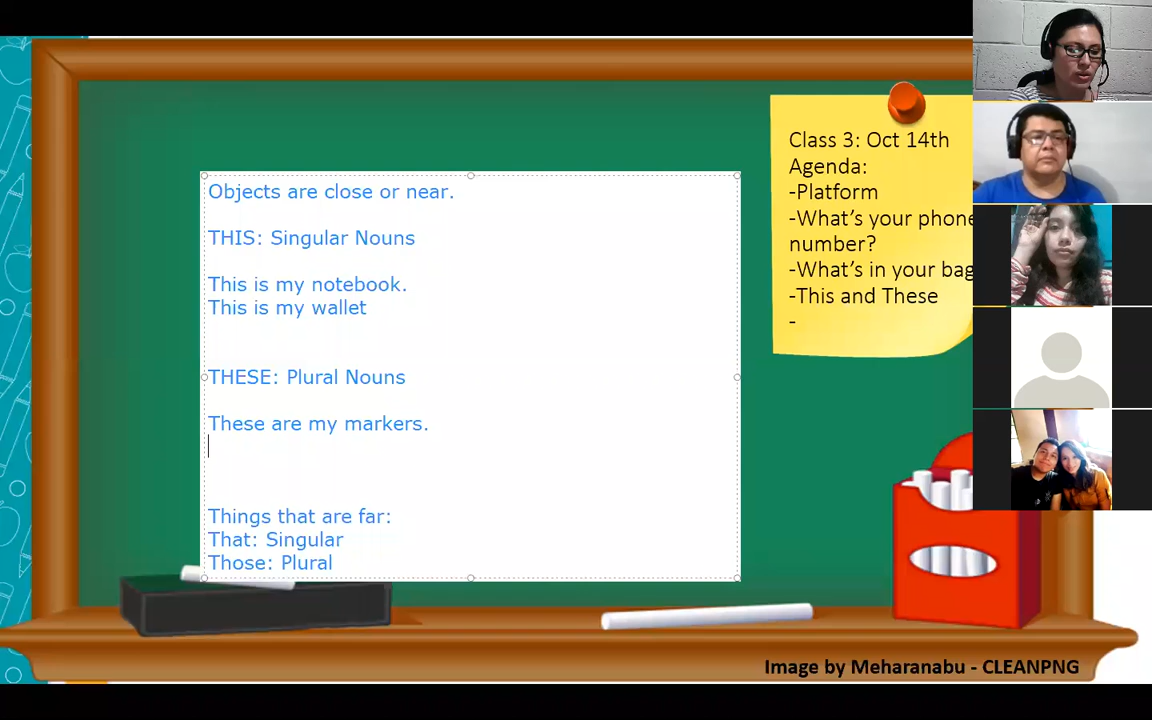 Objects are close or near.
THIS: Singular Nouns
This is my notebook.
This is my wallet
THESE: Plural Nouns
These are my markers.
Things that are far:
That: Singular
Those: Plural
Class 3: Oct 14th
Agenda:
-Platform
-What's your phone
number?
-What's in your bag
-This and These
-
Image by Meharanabu - CLEANPNG